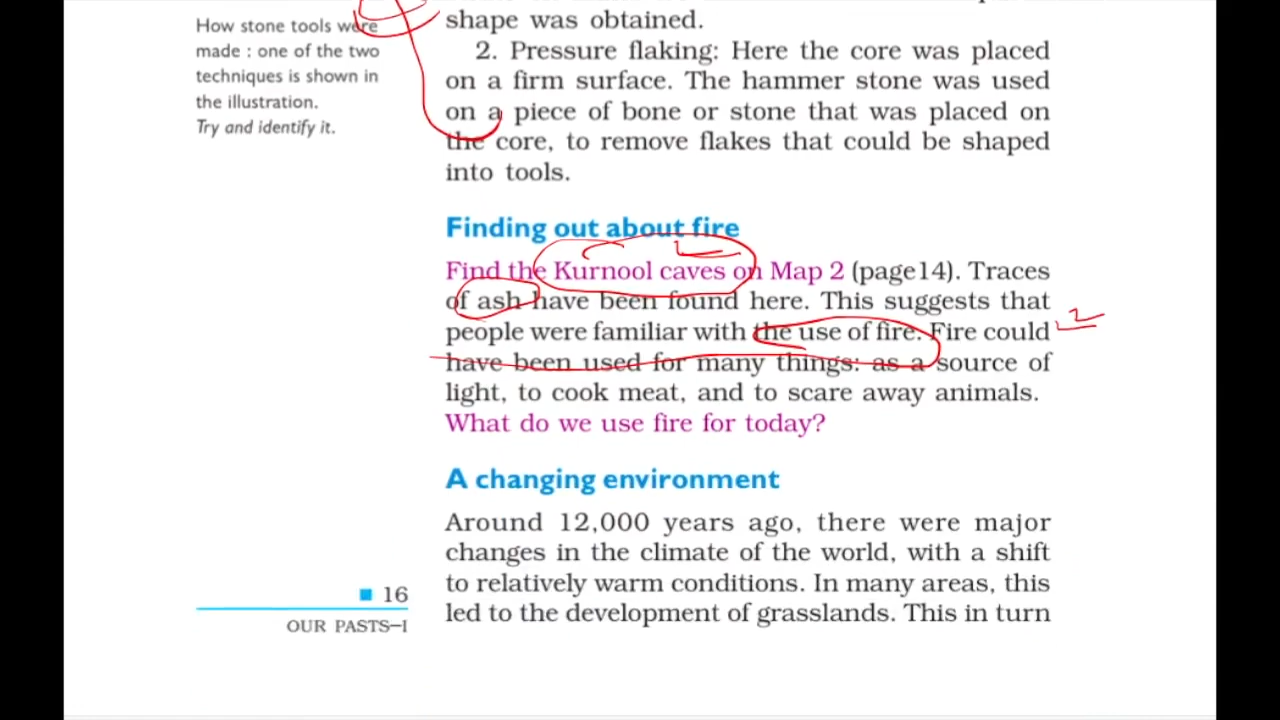 How stone tools were
made : one of the two
techniques is shown in
the illustration.
Try and identify it.
shape was obtained.
2. Pressure flaking: Here the core was placed
on a firm surface. The hammer stone was used
on a piece of bone or stone that was placed on
the core, to remove flakes that could be shaped
into tools.
Finding out about fire
Find the Kurnool caves on Map 2 (page14). Traces
of ash have been found here. This suggests that
people were familiar with the use of fire. Fire could
have been used for many things: as a source of
light, to cook meat, and to scare away animals.
What do we use fire for today?
A changing environment
Around 12,000 years ago, there were major
changes in the climate of the world, with a shift
to relatively warm conditions. In many areas, this
led to the development of grasslands. This in turn
■ 16
OUR PASTS–I